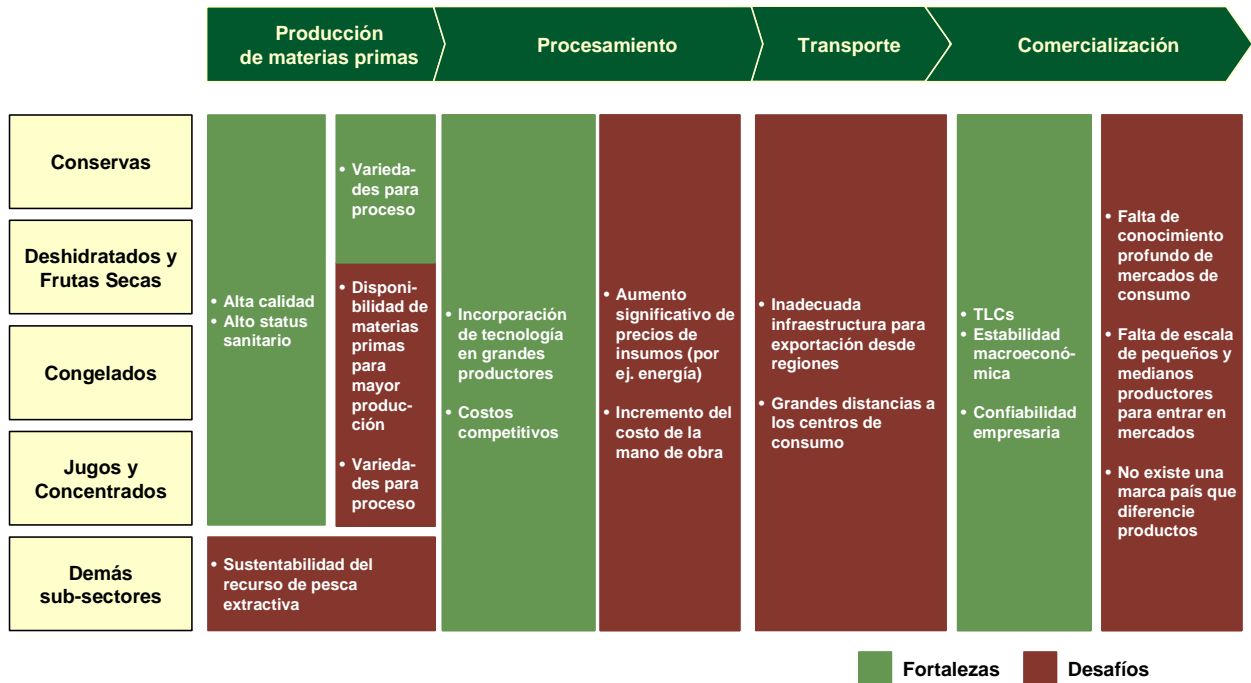 Producción
de materias primas
Procesamiento
Transporte
Comercialización
Conservas
Deshidratados y
Frutas Secas
Congelados
Jugos y
Concentrados
Demás
sub-sectores
• Alta calidad
• Alto status
sanitario
• Varieda-
des para
proceso
• Disponi-
bilidad de
materias
primas
para
mayor
produc-
ción
• Varieda-
des para
proceso
• Sustentabilidad del
recurso de pesca
extractiva
• Incorporación
de tecnología
en grandes
productores
• Costos
competitivos
• Aumento
significativo de
precios de
insumos (por
ej. energía)
• Incremento del
costo de la
mano de obra
• Inadecuada
infraestructura para
exportación desde
regiones
• Grandes distancias a
los centros de
consumo
• TLCs
• Estabilidad
macroeconó-
mica
• Confiabilidad
empresaria
• Falta de
conocimiento
profundo de
mercados de
consumo
• Falta de escala
de pequeños y
medianos
productores
para entrar en
mercados
• No existe una
marca país que
diferencie
productos
Fortalezas
Desafíos